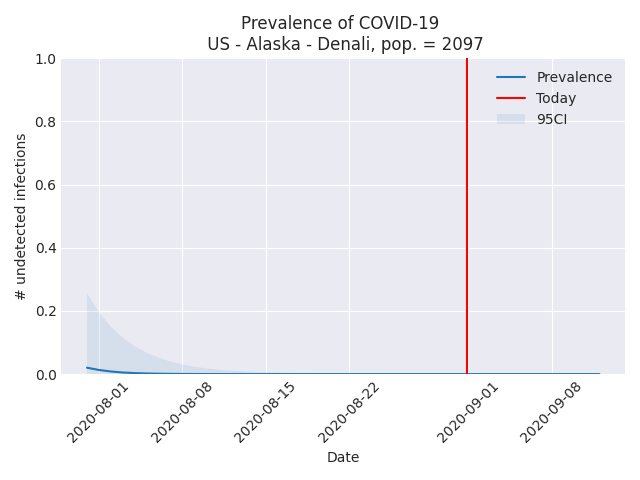 Prevalence of COVID-19
US - Alaska - Denali, pop. = 2097
# undetected infections
1.0
0.8
0.6
0.4
0.2
0.0
Prevalence
Today
95CI
2020-08-01
2020-08-08
2020-08-15
2020-08-22
2020-09-01
2020-09-08
Date